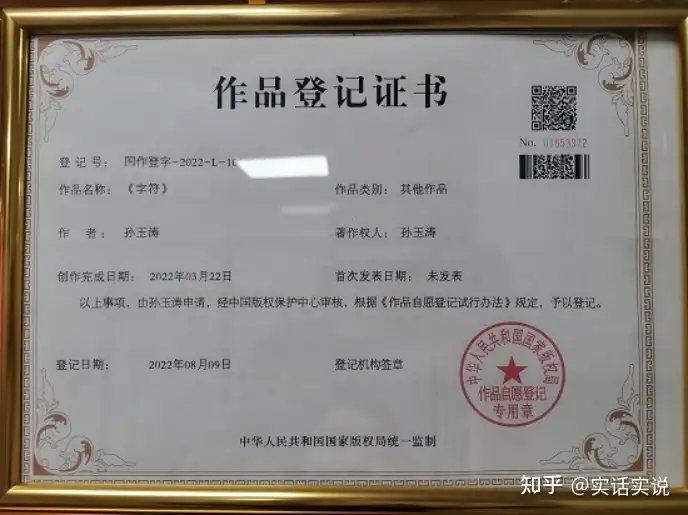 作品登记证书
No. 01653372
登记号： 国作登字-2022-L-10
作品名称：《字符》 作品类别： 其他作品
作者： 孙玉涛 著作权人： 孙玉涛
创作完成日期： 2022年03月22日 首次发表日期： 未发表
以上事项，由孙玉涛申请，经中国版权保护中心审核，根据《作品自愿登记试行办法》规定，予以登记。
登记日期： 2022年08月09日 登记机构签章
中华人民共和国国家版权局
作品自愿登记
专用章
中华人民共和国国家版权局统一监制
知乎 @实话实说